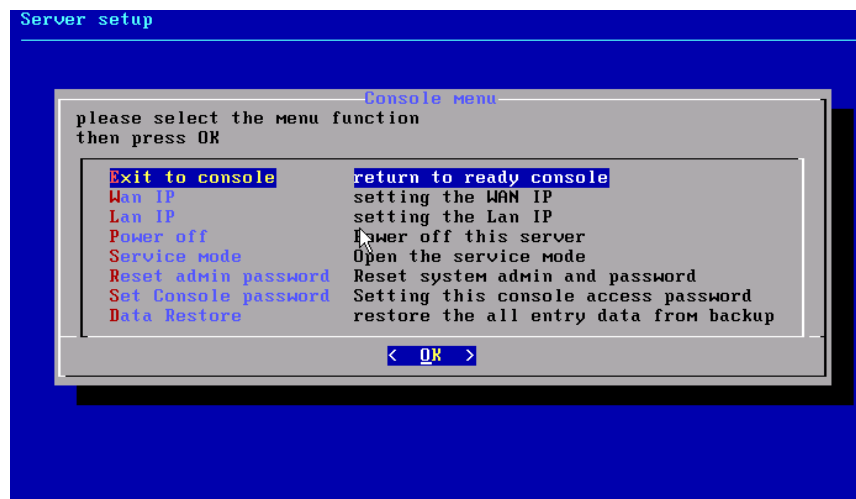 Server setup
Console menu
please select the menu function
then press OK
Exit to console return to ready console
Wan IP setting the WAN IP
Lan IP setting the Lan IP
Power off Power off this server
Service mode Open the service mode
Reset admin password Reset system admin and password
Set Console password Setting this console access password
Data Restore restore the all entry data from backup
< OK >